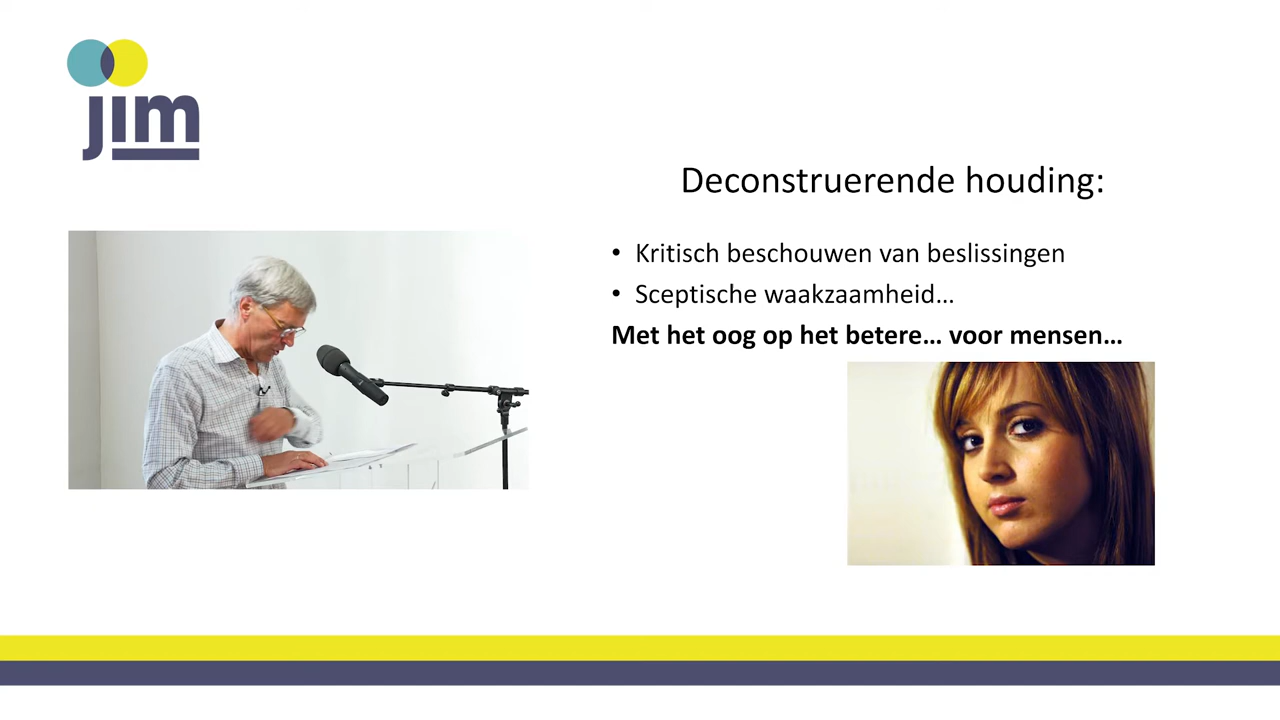 jim
Deconstruerende houding:
• Kritisch beschouwen van beslissingen
• Sceptische waakzaamheid…
Met het oog op het betere… voor mensen…